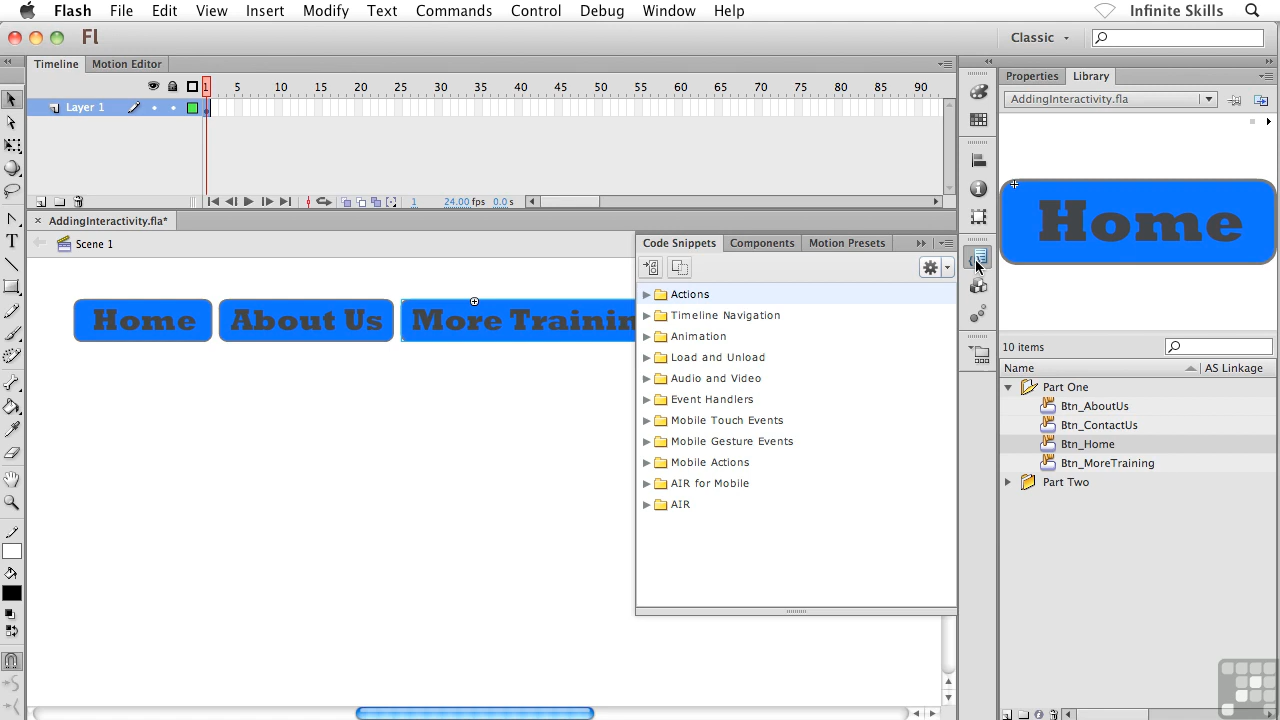 Flash File Edit View Insert Modify Text Commands Control Debug Window Help Infinite Skills
Fl Classic
Timeline Motion Editor
1 5 10 15 20 25 30 35 40 45 50 55 60 65 70 75 80 85 90
Layer 1
1 24.00 fps 0.0 s
AddingInteractivity.fla*
Scene 1
Home About Us More Trainin
Code Snippets Components Motion Presets
Actions
Timeline Navigation
Animation
Load and Unload
Audio and Video
Event Handlers
Mobile Touch Events
Mobile Gesture Events
Mobile Actions
AIR for Mobile
AIR
Properties Library
AddingInteractivity.fla
Home
10 items
Name AS Linkage
Part One
Btn_AboutUs
Btn_ContactUs
Btn_Home
Btn_MoreTraining
Part Two